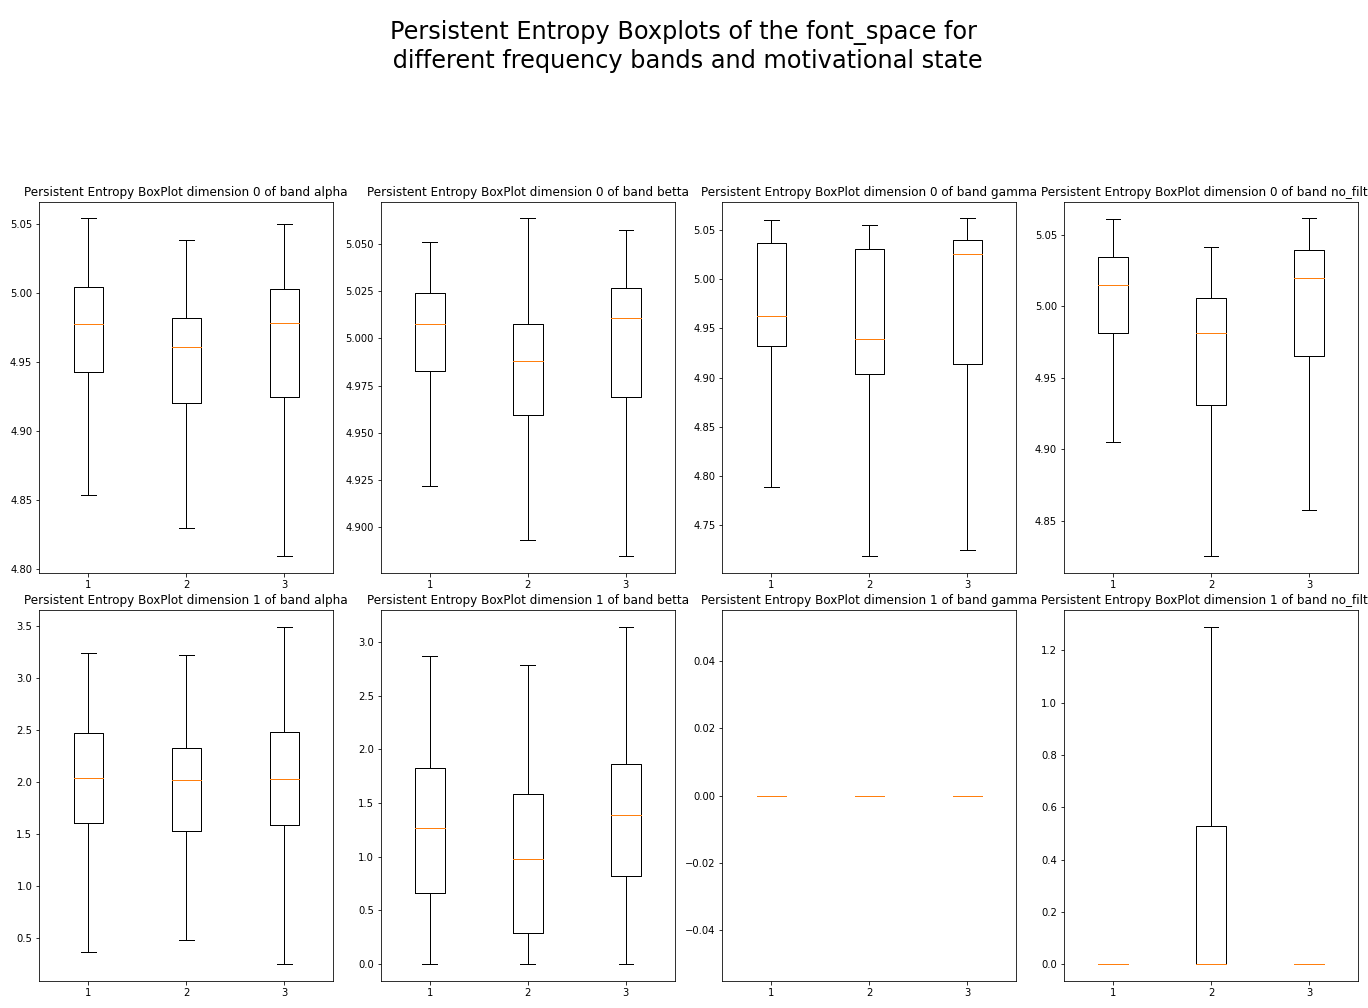 Persistent Entropy Boxplots of the font_space for
different frequency bands and motivational state
Persistent Entropy BoxPlot dimension 0 of band alpha
Persistent Entropy BoxPlot dimension 0 of band betta
Persistent Entropy BoxPlot dimension 0 of band gamma
Persistent Entropy BoxPlot dimension 0 of band no_filt
5.05
5.00
4.95
4.90
4.85
4.80
1 2 3
5.050
5.025
5.000
4.975
4.950
4.925
4.900
1 2 3
5.05
5.00
4.95
4.90
4.85
4.80
4.75
1 2 3
5.05
5.00
4.95
4.90
4.85
1 2 3
Persistent Entropy BoxPlot dimension 1 of band alpha
Persistent Entropy BoxPlot dimension 1 of band betta
Persistent Entropy BoxPlot dimension 1 of band gamma
Persistent Entropy BoxPlot dimension 1 of band no_filt
3.5
3.0
2.5
2.0
1.5
1.0
0.5
1 2 3
3.0
2.5
2.0
1.5
1.0
0.5
0.0
1 2 3
0.04
0.02
0.00
−0.02
−0.04
1 2 3
1.2
1.0
0.8
0.6
0.4
0.2
0.0
1 2 3